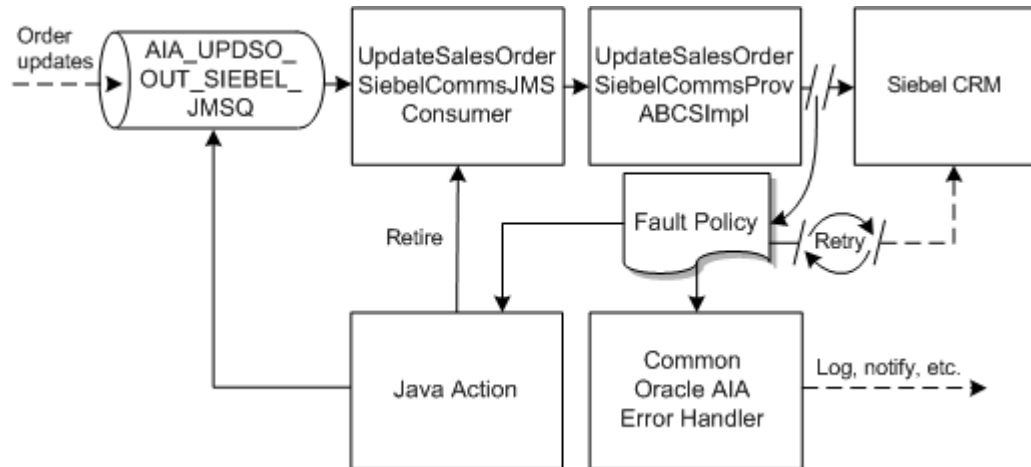 Order
updates
AIA_UPDSO_
OUT_SIEBEL_
JMSQ
UpdateSalesOrder
SiebelCommsJMS
Consumer
UpdateSalesOrder
SiebelCommsProv
ABCSImpl
Siebel CRM
Retire
Fault Policy
Retry
Java Action
Common
Oracle AIA
Error Handler
Log, notify, etc.